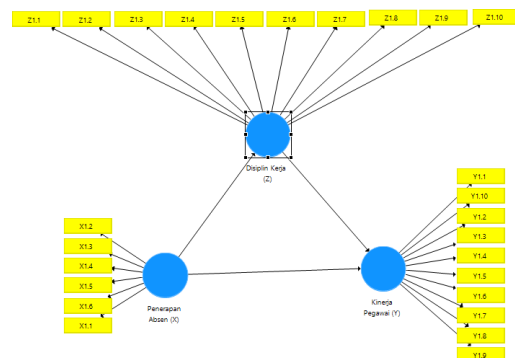 Z1.1
Z1.2
Z1.3
Z1.4
Z1.5
Z1.6
Z1.7
Z1.8
Z1.9
Z1.10
Disiplin Kerja
(Z)
Y1.1
Y1.10
Y1.2
Y1.3
Y1.4
Y1.5
Y1.6
Y1.7
Y1.8
Y1.9
X1.2
X1.3
X1.4
X1.5
X1.6
X1.1
Penerapan
Absen (X)
Kinerja
Pegawai (Y)